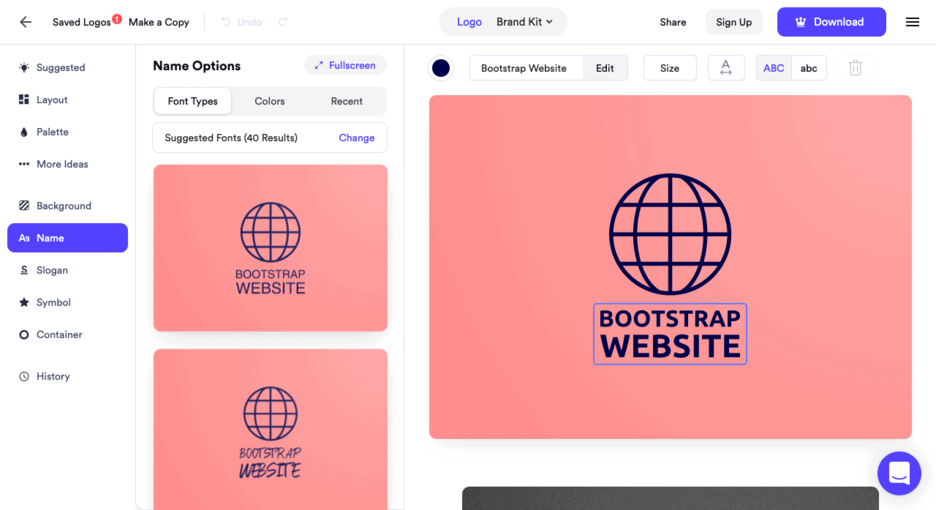 Saved Logos 1 Make a Copy Undo Logo Brand Kit Share Sign Up Download
Suggested
Layout
Palette
More Ideas
Background
Aa Name
S Slogan
Symbol
Container
History
Name Options Fullscreen
Font Types Colors Recent
Suggested Fonts (40 Results) Change
BOOTSTRAP
WEBSITE
BOOTSTRAP
WEBSITE
Bootstrap Website Edit Size A ABC abc
BOOTSTRAP
WEBSITE